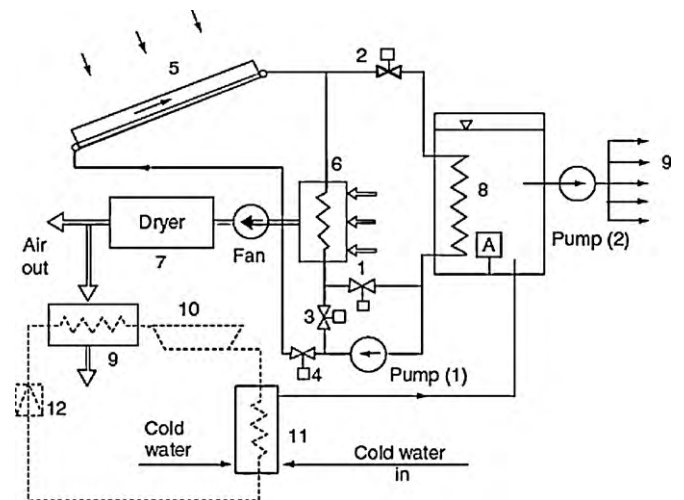 2
5
6
8
9
A
Pump (2)
Dryer
7
Fan
Air
out
1
3
4
Pump (1)
10
9
12
11
Cold
water
Cold water
in